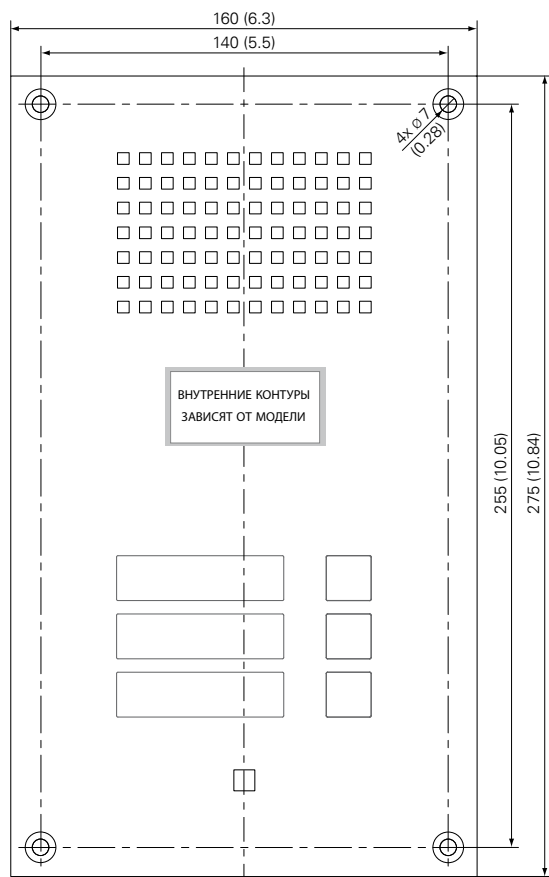 160 (6.3)
140 (5.5)
4x ⌀ 7
(0.28)
ВНУТРЕННИЕ КОНТУРЫ
ЗАВИСЯТ ОТ МОДЕЛИ
255 (10.05)
275 (10.84)